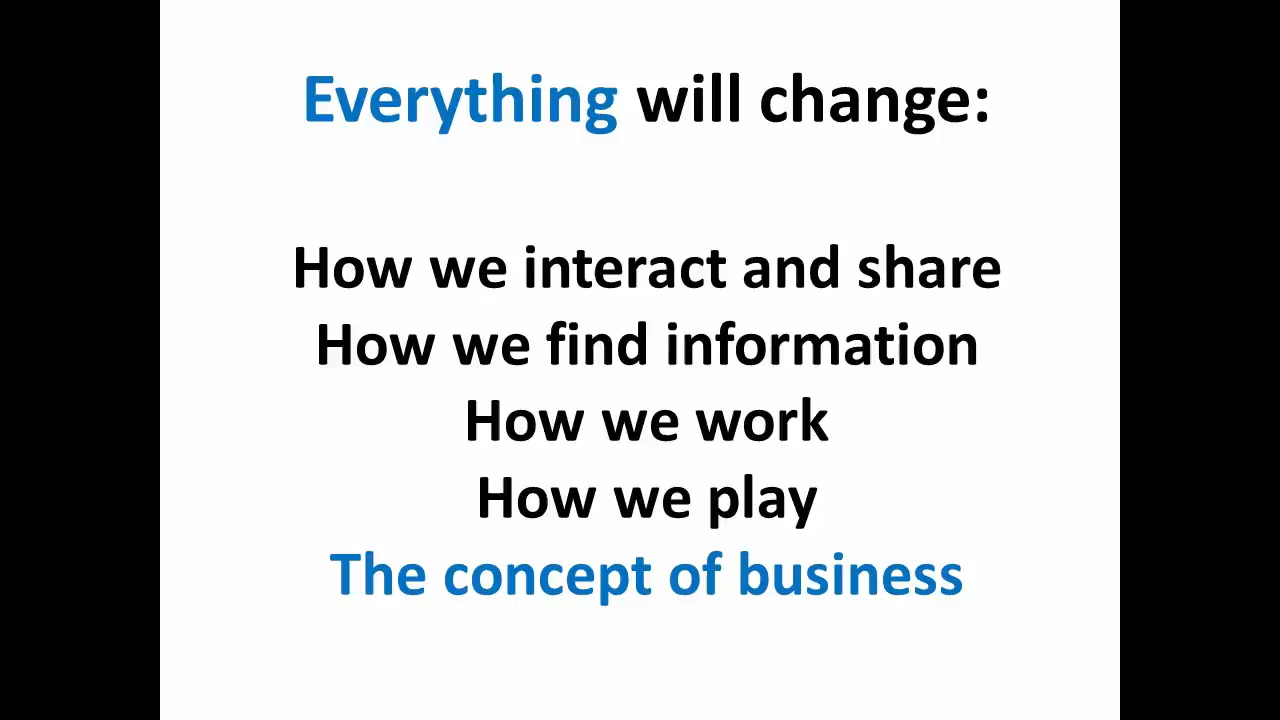 Everything will change:
How we interact and share
How we find information
How we work
How we play
The concept of business